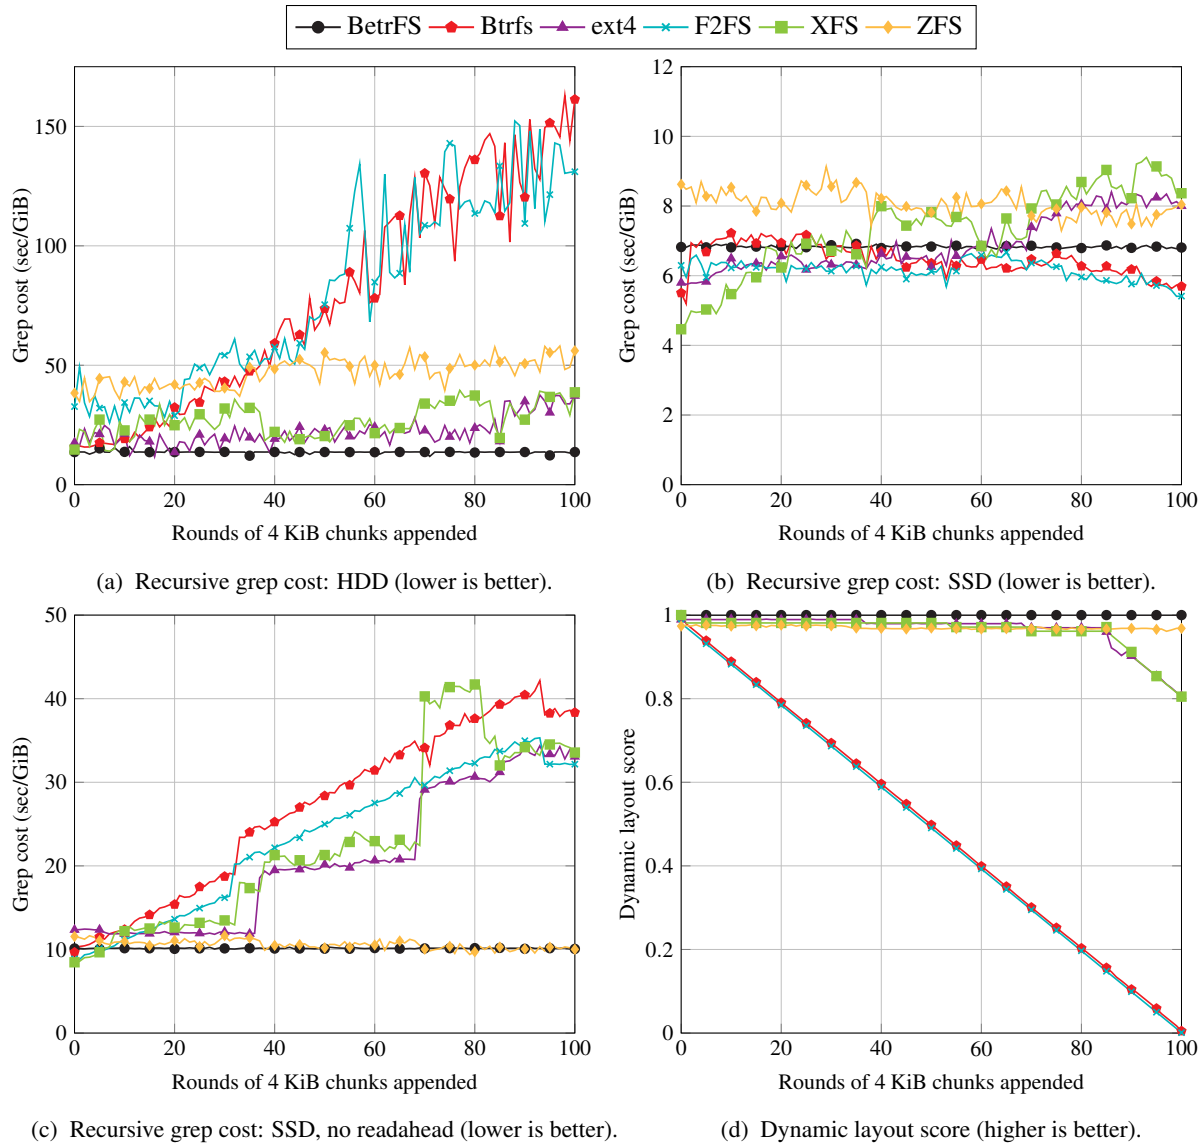 BetrFS Btrfs ext4 F2FS XFS ZFS
150
100
50
0
0 20 40 60 80 100
Grep cost (sec/GiB)
Rounds of 4 KiB chunks appended
(a) Recursive grep cost: HDD (lower is better).
12
10
8
6
4
2
0
0 20 40 60 80 100
Grep cost (sec/GiB)
Rounds of 4 KiB chunks appended
(b) Recursive grep cost: SSD (lower is better).
50
40
30
20
10
0
0 20 40 60 80 100
Grep cost (sec/GiB)
Rounds of 4 KiB chunks appended
(c) Recursive grep cost: SSD, no readahead (lower is better).
1
0.8
0.6
0.4
0.2
0
0 20 40 60 80 100
Dynamic layout score
Rounds of 4 KiB chunks appended
(d) Dynamic layout score (higher is better).